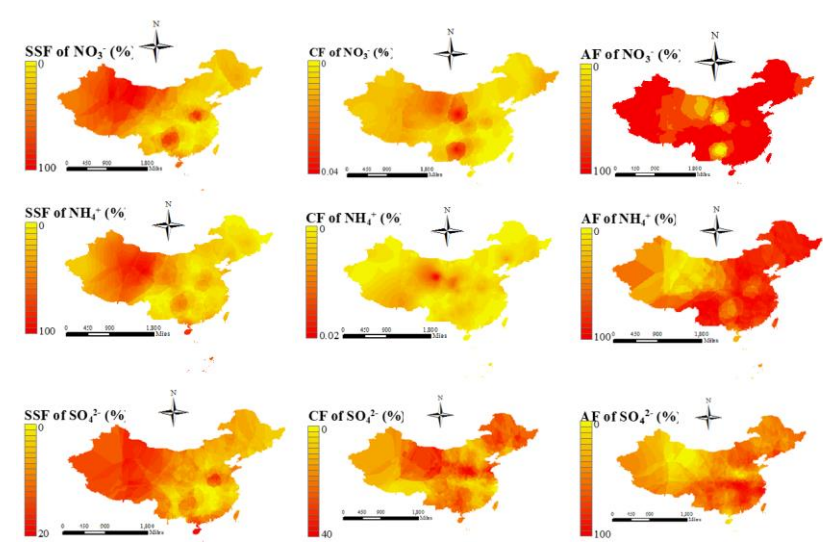 N N N
SSF of NO₃⁻ (%) CF of NO₃⁻ (%) AF of NO₃⁻ (%)
0 0 0
100 0.04 100
0 450 900 1,800 0 450 900 1,800 0 450 900 1,800
Miles Miles Miles
N N N
SSF of NH₄⁺ (%) CF of NH₄⁺ (%) AF of NH₄⁺ (%)
0 0 0
100 0.02 100
0 450 900 1,800 0 450 900 1,800 0 450 900 1,800
Miles Miles Miles
N N N
SSF of SO₄²⁻ (%) CF of SO₄²⁻ (%) AF of SO₄²⁻ (%)
0 0 0
20 40 100
0 450 900 1,800 0 450 900 1,800 0 450 900 1,800
Miles Miles Miles